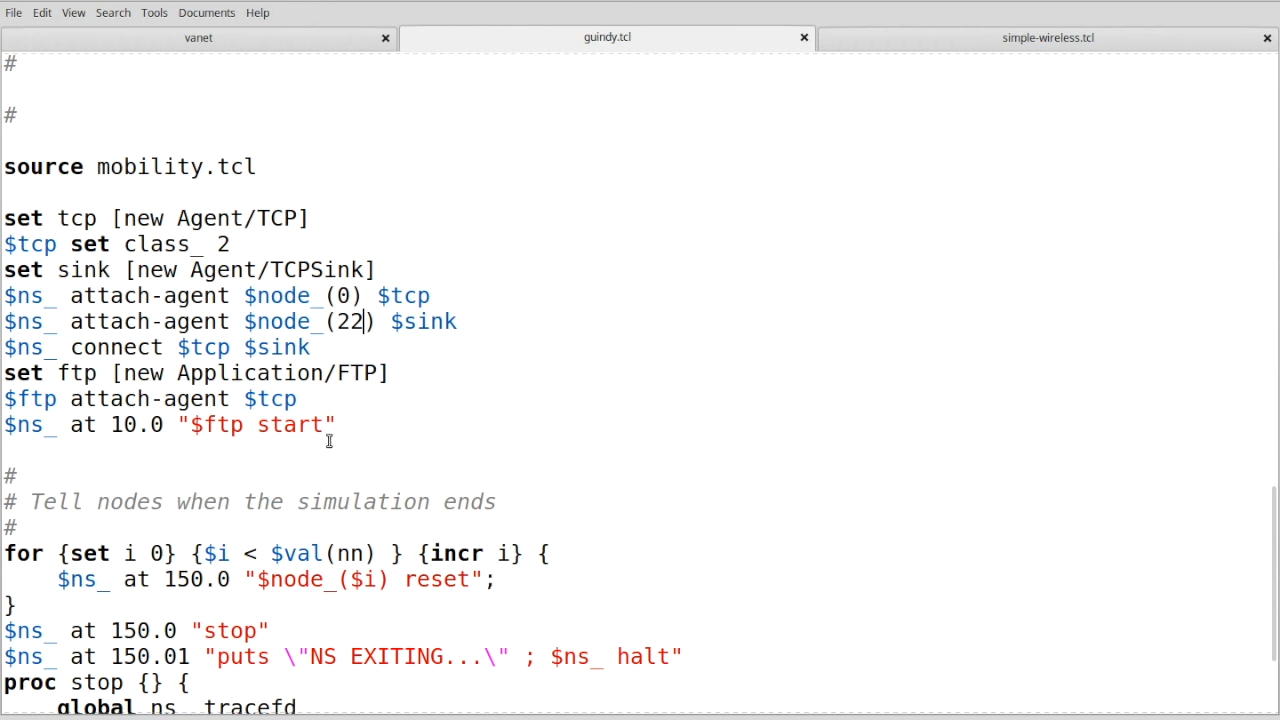 File Edit View Search Tools Documents Help
vanet × guindy.tcl × simple-wireless.tcl ×
#
#
source mobility.tcl
set tcp [new Agent/TCP]
$tcp set class_ 2
set sink [new Agent/TCPSink]
$ns_ attach-agent $node_(0) $tcp
$ns_ attach-agent $node_(22) $sink
$ns_ connect $tcp $sink
set ftp [new Application/FTP]
$ftp attach-agent $tcp
$ns_ at 10.0 "$ftp start"
#
# Tell nodes when the simulation ends
#
for {set i 0} {$i < $val(nn) } {incr i} {
    $ns_ at 150.0 "$node_($i) reset";
}
$ns_ at 150.0 "stop"
$ns_ at 150.01 "puts \"NS EXITING...\" ; $ns_ halt"
proc stop {} {
    global ns_ tracefd